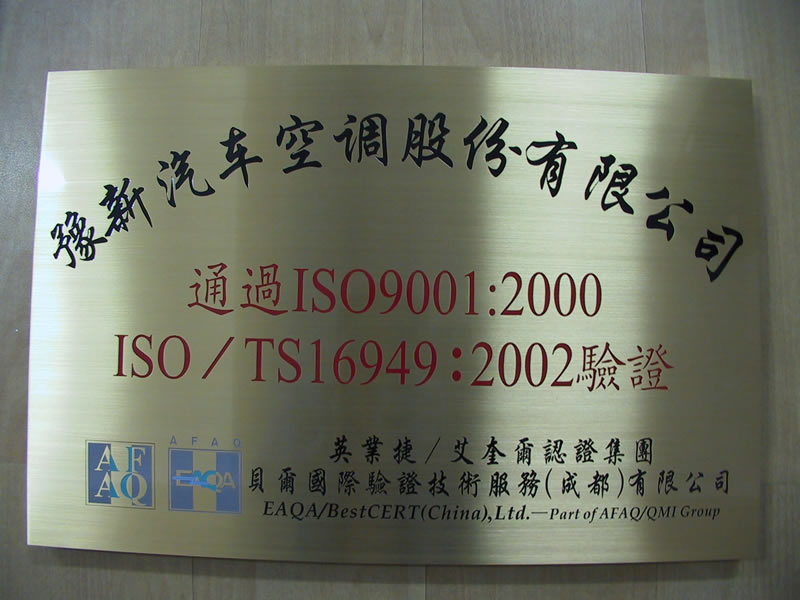 豫新汽车空调股份有限公司
通過ISO9001:2000
ISO/TS16949:2002驗證
AF
AQ
AFAQ
EAQA
英業捷/艾奎爾認證集團
貝爾國際驗證技術服務(成都)有限公司
EAQA/BestCERT(China),Ltd.—Part of AFAQ/QMI Group